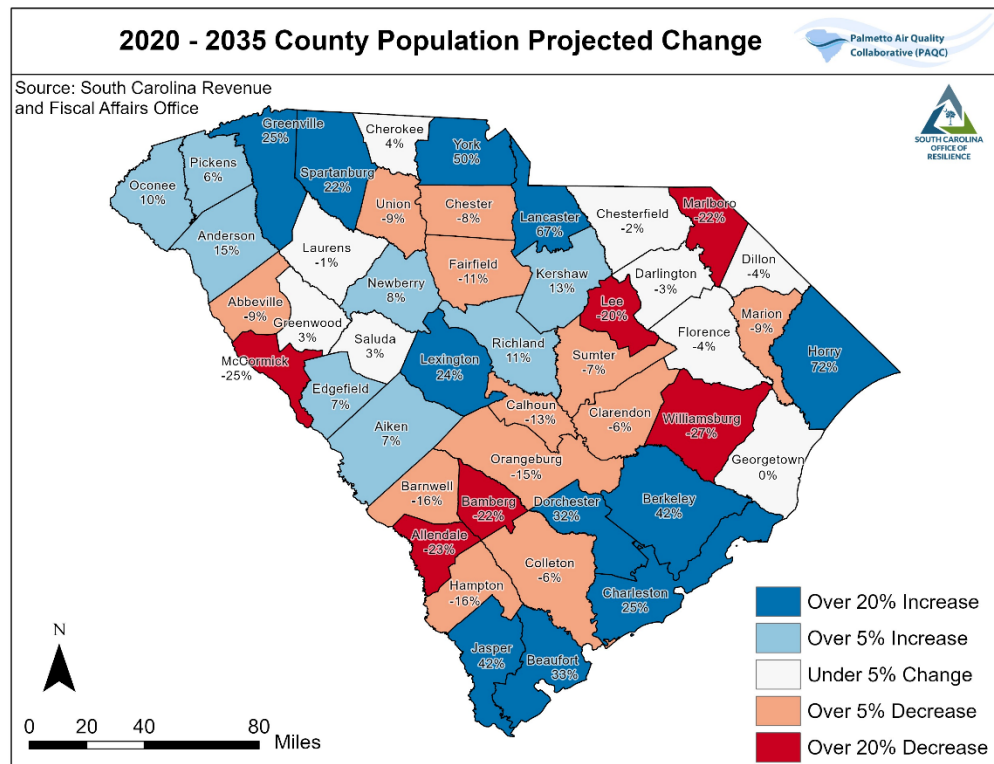 2020 - 2035 County Population Projected Change
Palmetto Air Quality
Collaborative (PAQC)
Source: South Carolina Revenue
and Fiscal Affairs Office
SOUTH CAROLINA
OFFICE OF
RESILIENCE
Greenville
25%
Cherokee
4%
York
50%
Pickens
6%
Spartanburg
22%
Oconee
10%
Union
-9%
Chester
-8%
Lancaster
67%
Chesterfield
-2%
Marlboro
-22%
Anderson
15%
Laurens
-1%
Fairfield
-11%
Kershaw
13%
Darlington
-3%
Dillon
-4%
Newberry
8%
Abbeville
-9%
Greenwood
3%
Saluda
3%
Lee
-20%
Florence
-4%
Marion
-9%
Horry
72%
McCormick
-25%
Lexington
24%
Richland
11%
Sumter
-7%
Edgefield
7%
Calhoun
-13%
Clarendon
-6%
Williamsburg
-27%
Aiken
7%
Orangeburg
-15%
Georgetown
0%
Barnwell
-16%
Bamberg
-22%
Dorchester
32%
Berkeley
42%
Allendale
-23%
Colleton
-6%
Hampton
-16%
Charleston
25%
Jasper
42%
Beaufort
33%
Over 20% Increase
Over 5% Increase
Under 5% Change
Over 5% Decrease
Over 20% Decrease
N
0 20 40 80
Miles